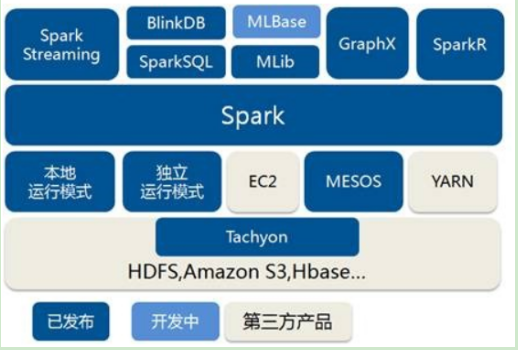 Spark
Streaming
BlinkDB
MLBase
SparkSQL
MLib
GraphX
SparkR
Spark
本地
运行模式
独立
运行模式
EC2
MESOS
YARN
Tachyon
HDFS,Amazon S3,Hbase...
已发布
开发中
第三方产品